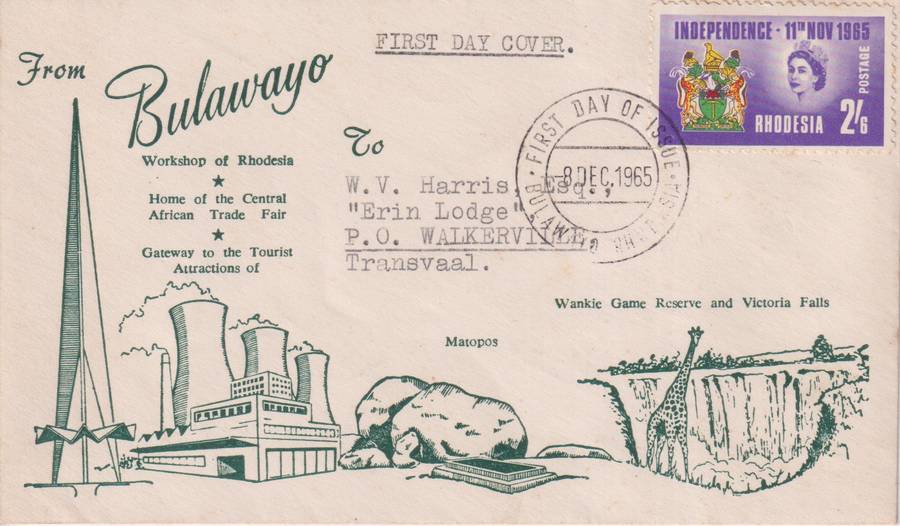 FIRST DAY COVER.
INDEPENDENCE - 11TH NOV 1965
POSTAGE
RHODESIA 2/6
From Bulawayo
Workshop of Rhodesia
★
Home of the Central
African Trade Fair
★
Gateway to the Tourist
Attractions of
To
W.V. Harris, Esq.,
"Erin Lodge"
P.O. WALKERVILLE
Transvaal.
FIRST DAY OF ISSUE
-8 DEC.1965
BULAWAYO
Wankie Game Reserve and Victoria Falls
Matopos